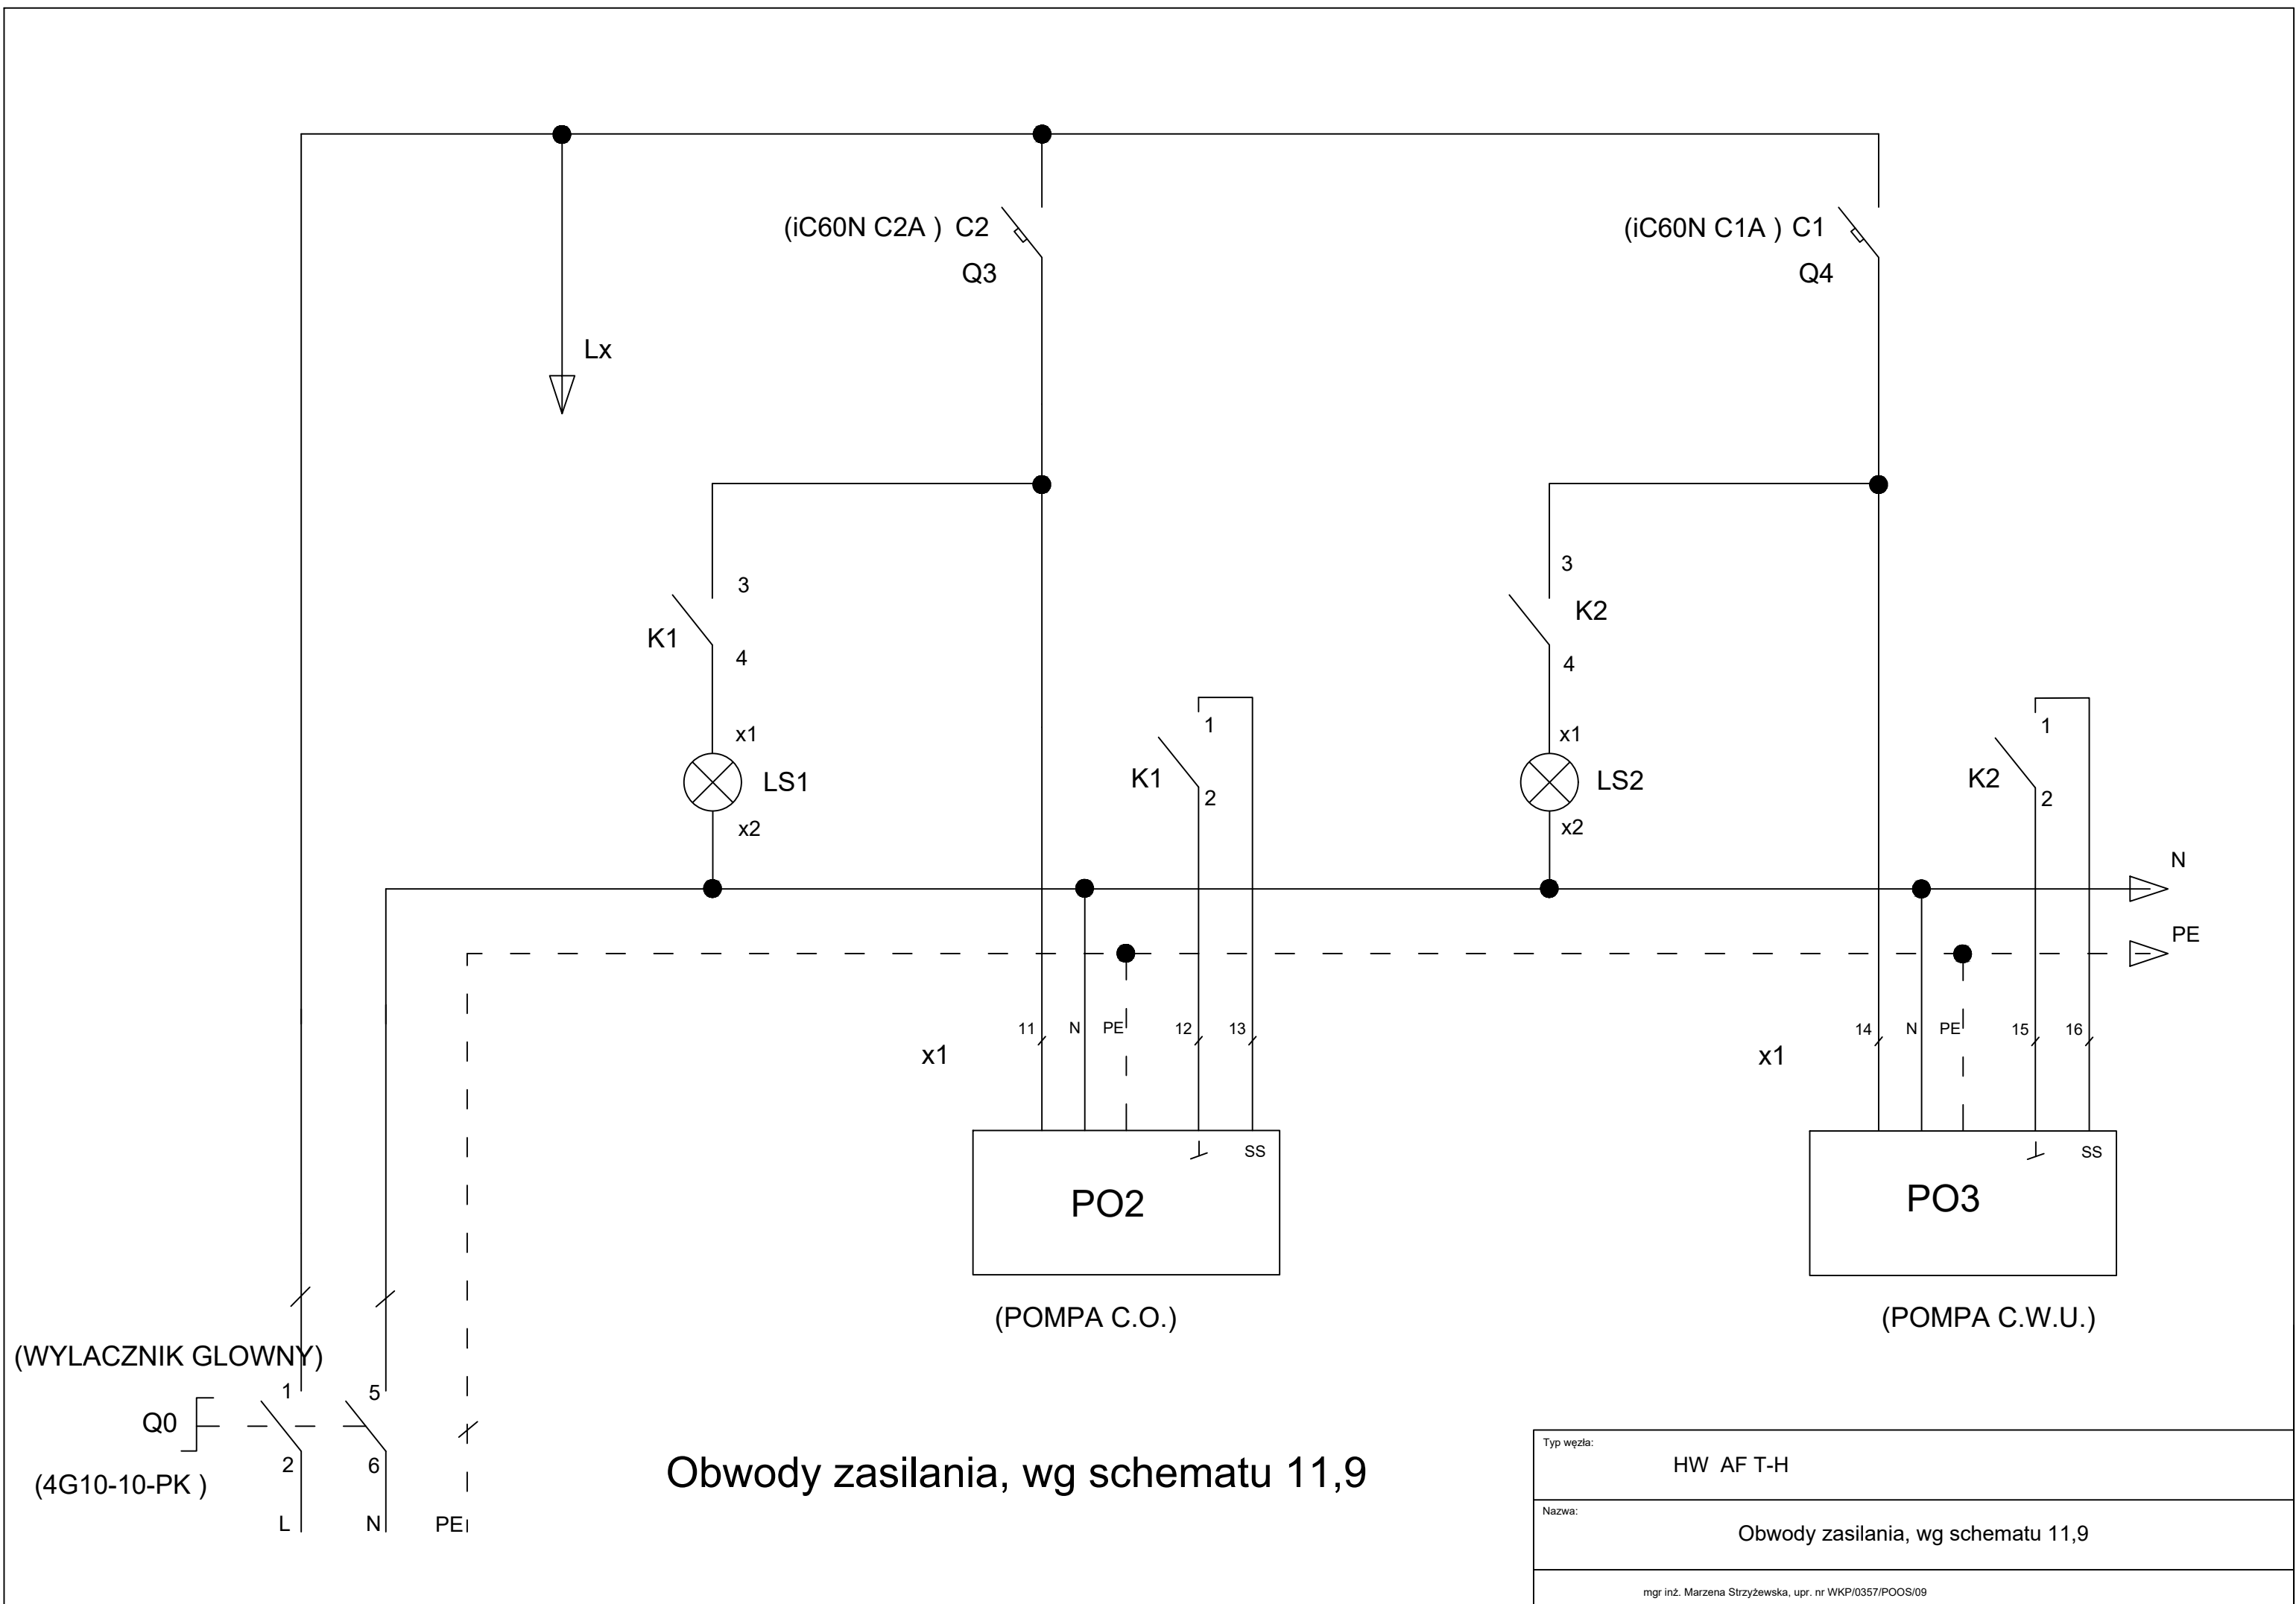 (iC60N C2A ) C2
Q3
(iC60N C1A ) C1
Q4
Lx
3
K1
4
x1
LS1
x2
1
K1
2
3
K2
4
x1
LS2
x2
1
K2
2
N
PE
x1
11 N PE 12 13
x1
14 N PE 15 16
SS
PO2
(POMPA C.O.)
SS
PO3
(POMPA C.W.U.)
(WYLACZNIK GLOWNY)
1 5
Q0
2 6
(4G10-10-PK )
L N PE
Obwody zasilania, wg schematu 11,9
Typ węzła:
HW AF T-H
Nazwa:
Obwody zasilania, wg schematu 11,9
mgr inż. Marzena Strzyżewska, upr. nr WKP/0357/POOS/09